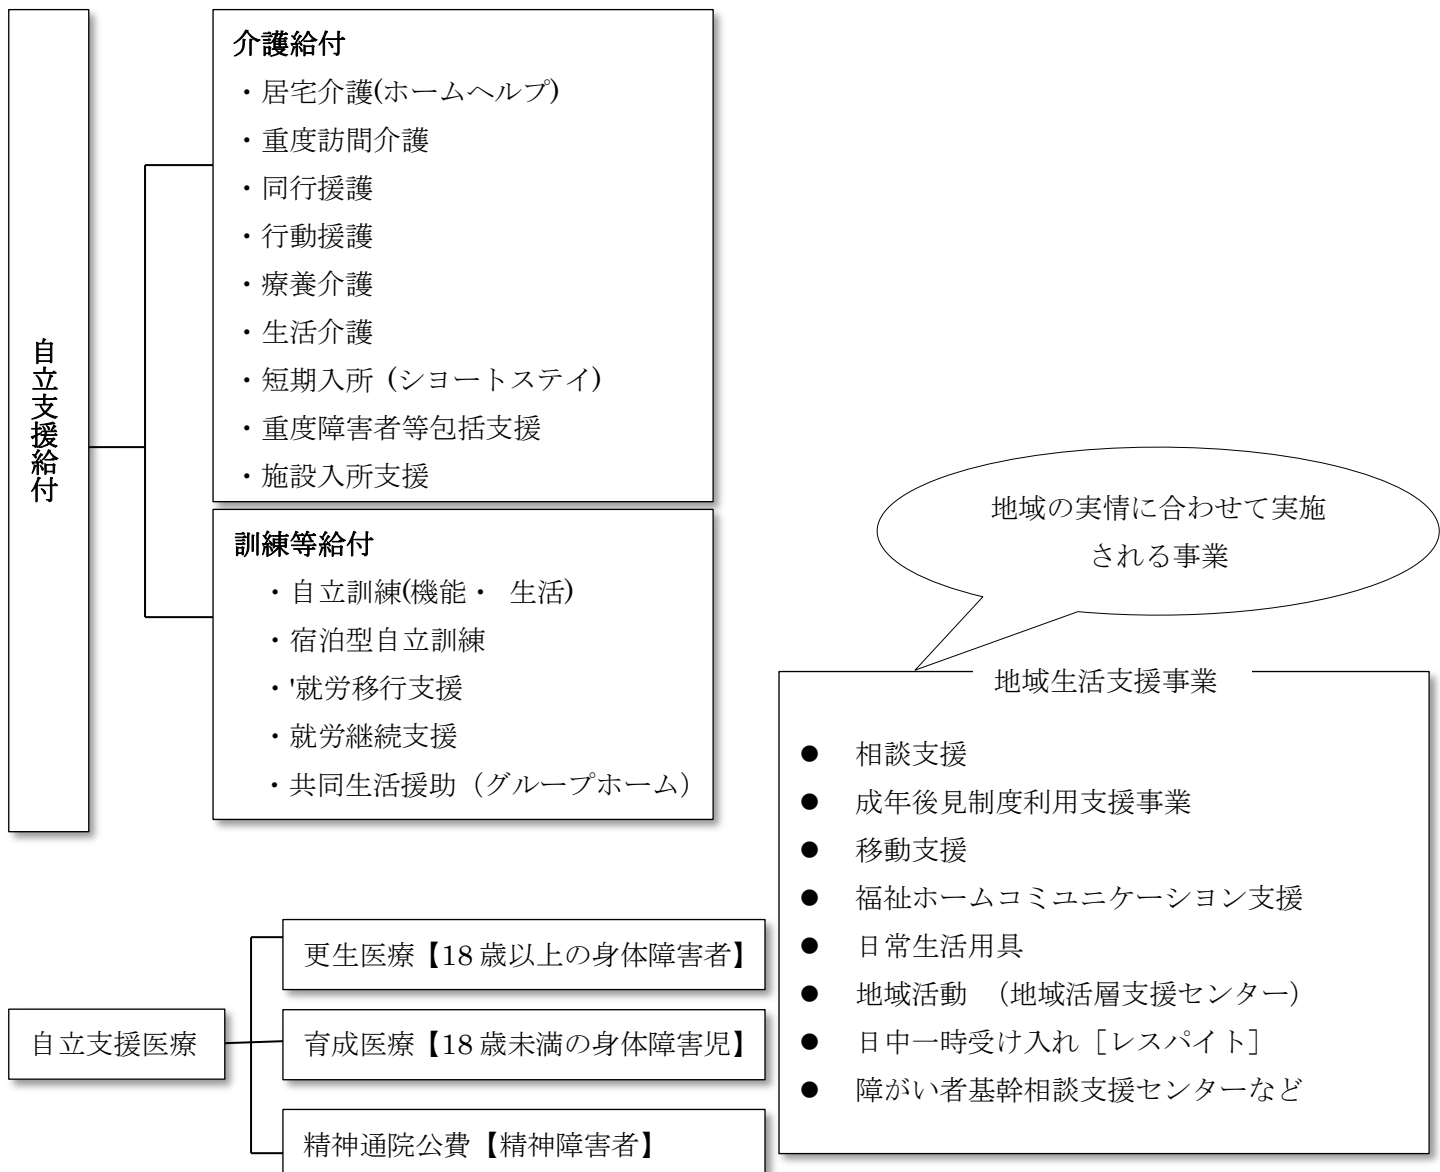 自立支援給付
介護給付
・居宅介護(ホームヘルプ)
・重度訪問介護
・同行援護
・行動援護
・療養介護
・生活介護
・短期入所 (ショートステイ)
・重度障害者等包括支援
・施設入所支援
訓練等給付
・自立訓練(機能・ 生活)
・宿泊型自立訓練
・'就労移行支援
・就労継続支援
・共同生活援助（グループホーム）
地域の実情に合わせて実施
される事業
地域生活支援事業
● 相談支援
● 成年後見制度利用支援事業
● 移動支援
● 福祉ホームコミユニケーション支援
● 日常生活用具
● 地域活動 （地域活層支援センター）
● 日中一時受け入れ［レスパイト］
● 障がい者基幹相談支援センターなど
自立支援医療
更生医療【18 歳以上の身体障害者】
育成医療【18 歳未満の身体障害児】
精神通院公費【精神障害者】